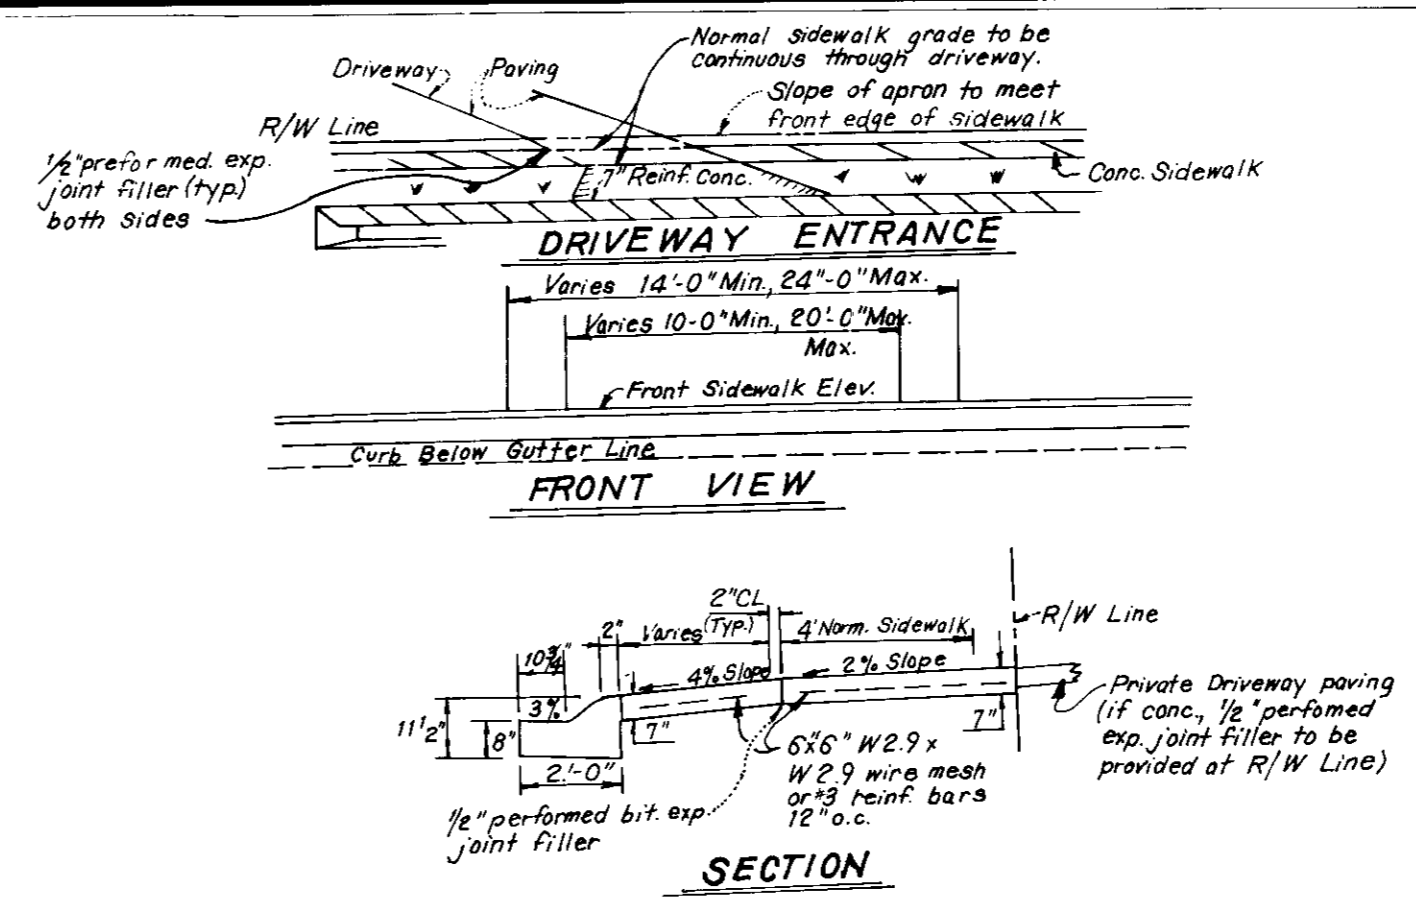 Normal sidewalk grade to be
continuous through driveway.
Driveway
Paving
Slope of apron to meet
front edge of sidewalk
R/W Line
1/2" prefor med. exp.
joint filler (typ.)
both sides
7" Reinf. Conc.
Conc. Sidewalk
DRIVEWAY ENTRANCE
Varies 14'-0" Min., 24"-0" Max.
Varies 10-0" Min., 20'-0" Max.
Max.
Front Sidewalk Elev.
Curb Below Gutter Line
FRONT VIEW
2"CL
(Typ.)
2"
Varies
4' Norm. Sidewalk
R/W Line
10 3/4"
4% Slope
2% Slope
3%
11 1/2"
8"
7"
7"
2'-0"
Private Driveway paving
(if conc., 1/2" perfomed
exp. joint filler to be
provided at R/W Line)
6"x6" W2.9 x
W2.9 wire mesh
or #3 reinf. bars
12" o.c.
1/2" performed bit. exp.
joint filler
SECTION